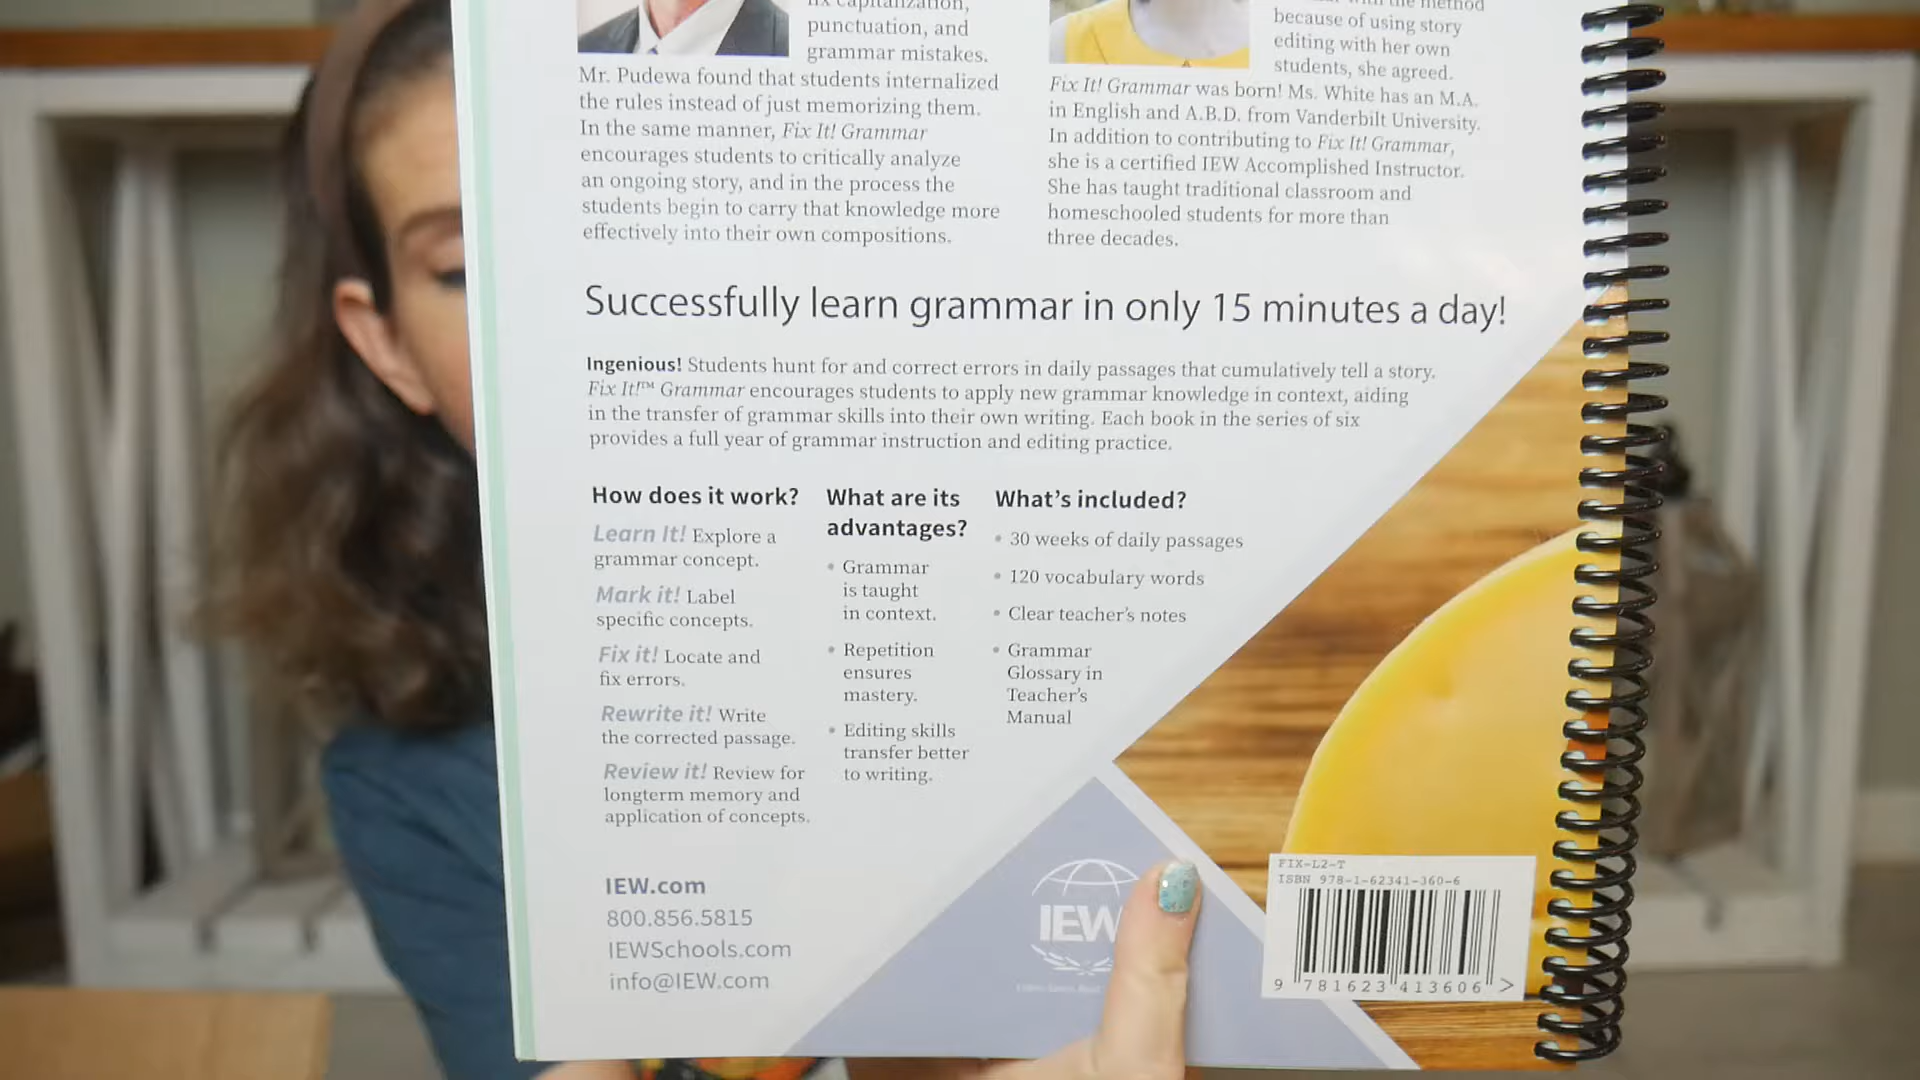 fix capitalization,
punctuation, and
grammar mistakes.
Mr. Pudewa found that students internalized
the rules instead of just memorizing them.
In the same manner, Fix It! Grammar
encourages students to critically analyze
an ongoing story, and in the process the
students begin to carry that knowledge more
effectively into their own compositions.
with the method
because of using story
editing with her own
students, she agreed.
Fix It! Grammar was born! Ms. White has an M.A.
in English and A.B.D. from Vanderbilt University.
In addition to contributing to Fix It! Grammar,
she is a certified IEW Accomplished Instructor.
She has taught traditional classroom and
homeschooled students for more than
three decades.
Successfully learn grammar in only 15 minutes a day!
Ingenious! Students hunt for and correct errors in daily passages that cumulatively tell a story.
Fix It!™ Grammar encourages students to apply new grammar knowledge in context, aiding
in the transfer of grammar skills into their own writing. Each book in the series of six
provides a full year of grammar instruction and editing practice.
How does it work?
Learn It! Explore a
grammar concept.
Mark it! Label
specific concepts.
Fix it! Locate and
fix errors.
Rewrite it! Write
the corrected passage.
Review it! Review for
longterm memory and
application of concepts.
What are its
advantages?
• Grammar
is taught
in context.
• Repetition
ensures
mastery.
• Editing skills
transfer better
to writing.
What's included?
• 30 weeks of daily passages
• 120 vocabulary words
• Clear teacher's notes
• Grammar
Glossary in
Teacher's
Manual
IEW.com
800.856.5815
IEWSchools.com
info@IEW.com
IEW
FIX-L2-T
ISBN 978-1-62341-360-6
9 781623 413606 >